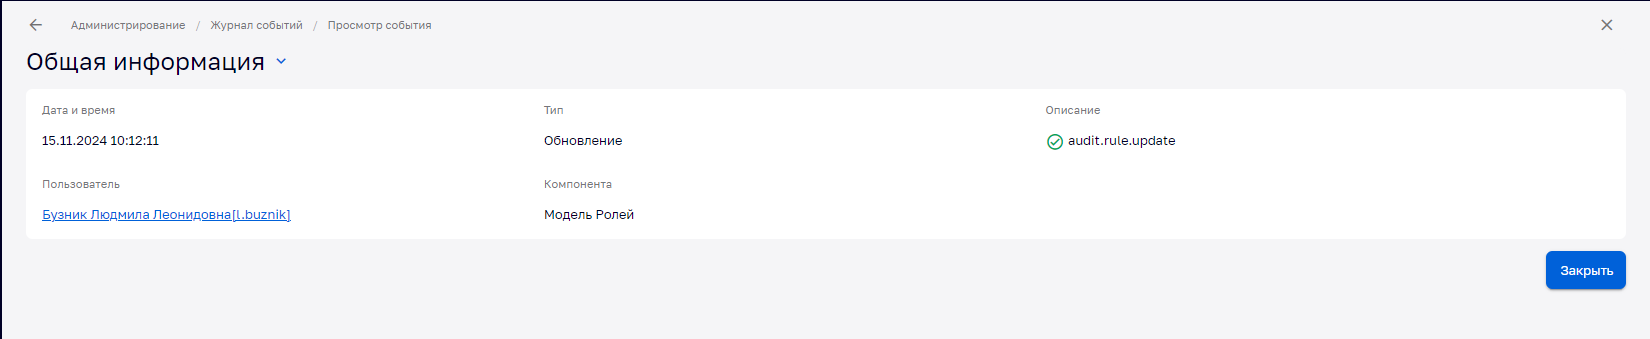 Администрирование / Журнал событий / Просмотр события
Общая информация
Дата и время
15.11.2024 10:12:11
Тип
Обновление
Описание
audit.rule.update
Пользователь
Бузник Людмила Леонидовна[l.buznik]
Компонента
Модель Ролей
Закрыть